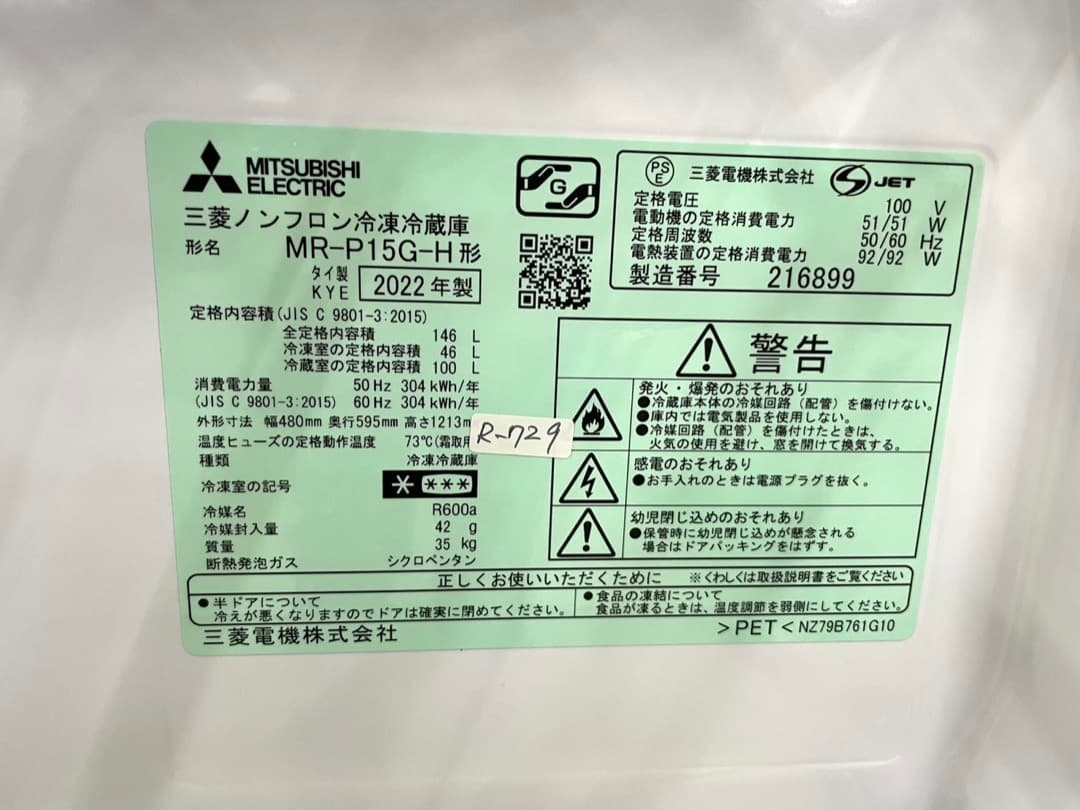 MITSUBISHI
ELECTRIC
三菱ノンフロン冷凍冷蔵庫
形名 MR-P15G-H形
タイ製
KYE
2022年製
定格内容積(JIS C 9801-3:2015)
全定格内容積 146 L
冷凍室の定格内容積 46 L
冷蔵室の定格内容積 100 L
消費電力量 50Hz 304kWh/年
(JIS C 9801-3:2015) 60Hz 304kWh/年
外形寸法 幅480mm 奥行595mm 高さ1213m
温度ヒューズの定格動作温度 73℃(霜取用
種類 冷凍冷蔵庫
冷凍室の記号
冷媒名 R600a
冷媒封入量 42 g
質量 35 kg
断熱発泡ガス シクロペンタン
R-729
G
PS
E
三菱電機株式会社
JET
定格電圧 100 V
電動機の定格消費電力 51/51 W
定格周波数 50/60 Hz
電熱装置の定格消費電力 92/92 W
製造番号 216899
警告
発火・爆発のおそれあり
●冷蔵庫本体の冷媒回路（配管）を傷付けない。
●庫内では電気製品を使用しない。
●冷媒回路（配管）を傷付けたときは、
火気の使用を避け、窓を開けて換気する。
感電のおそれあり
●お手入れのときは電源プラグを抜く。
幼児閉じ込めのおそれあり
●保管時に幼児閉じ込めが懸念される
場合はドアパッキングをはずす。
正しくお使いいただくために ※くわしくは取扱説明書をご覧ください
●半ドアについて
冷えが悪くなりますのでドアは確実に閉めてください。
●食品の凍結について
食品が凍るときは、温度調節を弱側にしてください。
三菱電機株式会社
>PET< NZ79B761G10